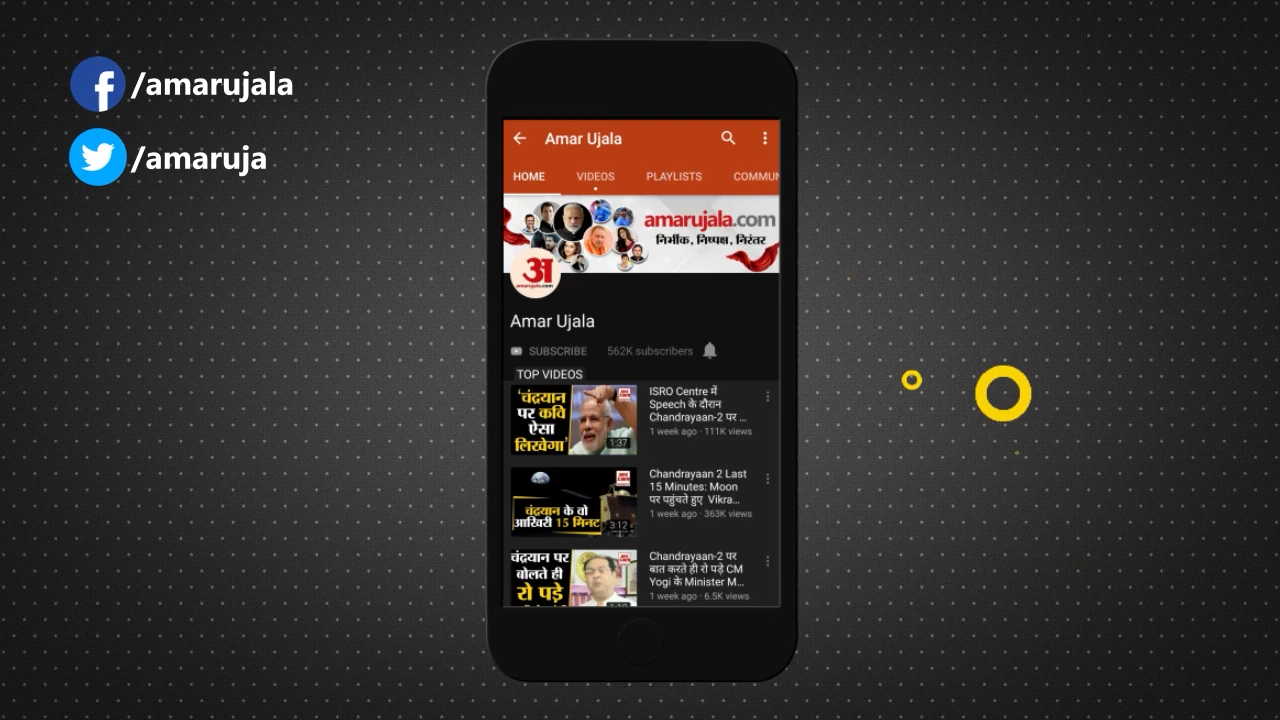 /amarujala
/amaruja
Amar Ujala
HOME VIDEOS PLAYLISTS COMMUN
amarujala.com
निर्भीक, निष्पक्ष, निरंतर
अ
amarujala.com
Amar Ujala
SUBSCRIBE 562K subscribers
TOP VIDEOS
'चंद्रयान
पर कवि
ऐसा
लिखेगा'
1:37
ISRO Centre में
Speech के दौरान
Chandrayaan-2 पर ...
1 week ago · 111K views
चंद्रयान के वो
आखिरी 15 मिनट
3:12
Chandrayaan 2 Last
15 Minutes: Moon
पर पहुंचते हुए Vikra...
1 week ago · 363K views
चंद्रयान पर
बोलते ही
रो पड़े
Chandrayaan-2 पर
बात करते ही रो पड़े CM
Yogi के Minister M...
1 week ago · 6.5K views